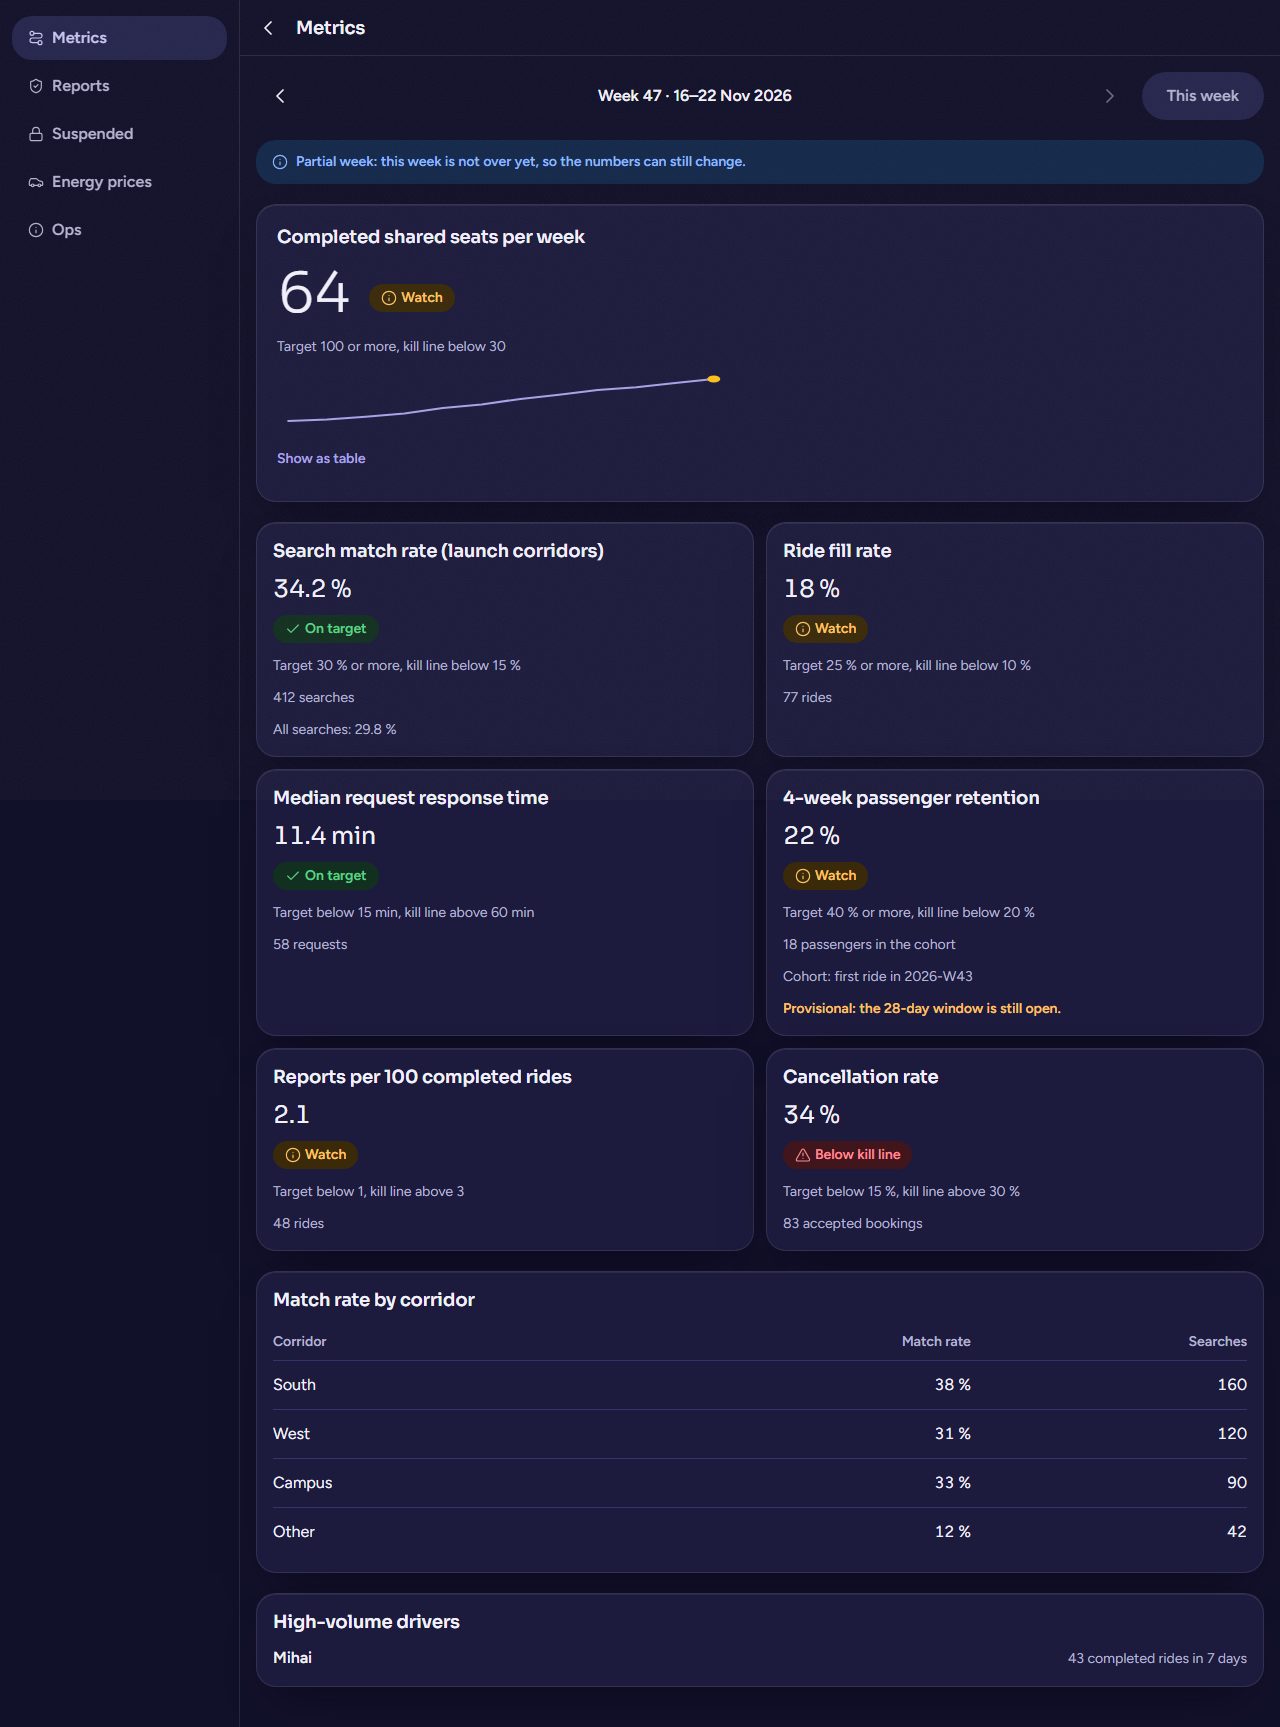 Metrics
Reports
Suspended
Energy prices
Ops
Metrics
Week 47 · 16–22 Nov 2026
This week
Partial week: this week is not over yet, so the numbers can still change.
Completed shared seats per week
64
Watch
Target 100 or more, kill line below 30
Show as table
Search match rate (launch corridors)
34.2 %
On target
Target 30 % or more, kill line below 15 %
412 searches
All searches: 29.8 %
Ride fill rate
18 %
Watch
Target 25 % or more, kill line below 10 %
77 rides
Median request response time
11.4 min
On target
Target below 15 min, kill line above 60 min
58 requests
4-week passenger retention
22 %
Watch
Target 40 % or more, kill line below 20 %
18 passengers in the cohort
Cohort: first ride in 2026-W43
Provisional: the 28-day window is still open.
Reports per 100 completed rides
2.1
Watch
Target below 1, kill line above 3
48 rides
Cancellation rate
34 %
Below kill line
Target below 15 %, kill line above 30 %
83 accepted bookings
Match rate by corridor
Corridor Match rate Searches
South 38 % 160
West 31 % 120
Campus 33 % 90
Other 12 % 42
High-volume drivers
Mihai 43 completed rides in 7 days